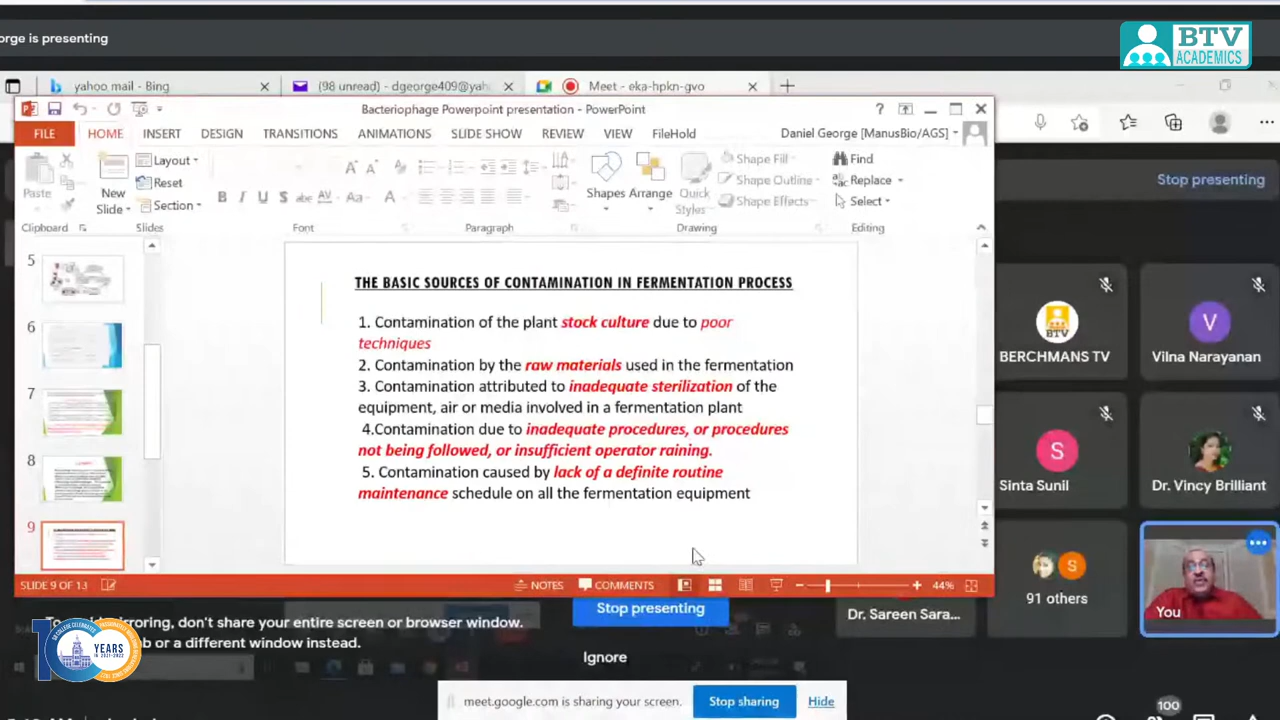 orge is presenting
BTV
ACADEMICS
yahoo mail - Bing
(98 unread) - dgeorge409@yah
Meet - eka-hpkn-gvo
Bacteriophage Powerpoint presentation - PowerPoint
FILE HOME INSERT DESIGN TRANSITIONS ANIMATIONS SLIDE SHOW REVIEW VIEW FileHold Daniel George [ManusBio/AGS]
Paste
New
Slide
Layout
Reset
Section
Shapes Arrange Quick
Styles
Shape Fill
Shape Outline
Shape Effects
Find
Replace
Select
Clipboard Slides Font Paragraph Drawing Editing
Stop presenting
5
6
7
8
9
THE BASIC SOURCES OF CONTAMINATION IN FERMENTATION PROCESS
1. Contamination of the plant stock culture due to poor
techniques
2. Contamination by the raw materials used in the fermentation
3. Contamination attributed to inadequate sterilization of the
equipment, air or media involved in a fermentation plant
4.Contamination due to inadequate procedures, or procedures
not being followed, or insufficient operator raining.
5. Contamination caused by lack of a definite routine
maintenance schedule on all the fermentation equipment
BTV
BERCHMANS TV
V
Vilna Narayanan
S
Sinta Sunil
Dr. Vincy Brilliant
S
91 others
You
Dr. Sareen Sara...
SLIDE 9 OF 13 NOTES COMMENTS 44%
mirroring, don't share your entire screen or browser window.
ab or a different window instead.
Stop presenting
Ignore
YEARS
IN 2021-2022
meet.google.com is sharing your screen. Stop sharing Hide
100